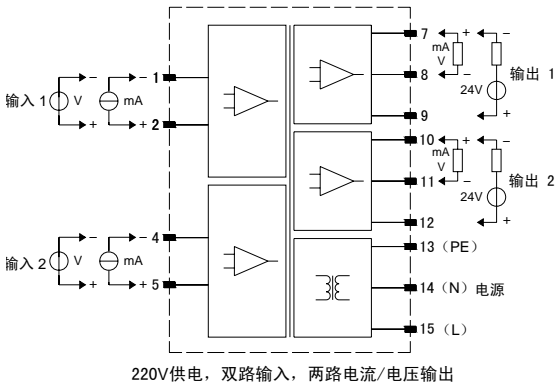 7 + −
mA
V
输入 1 V − − 1
mA 8 − 输出 1
24V
+ + 2 9 +
10 + −
mA
V
11 − 输出 2
24V
输入 2 V − − 4 12 +
mA 13（PE）
+ + 5 14（N）电源
15（L）
220V供电，双路输入，两路电流/电压输出